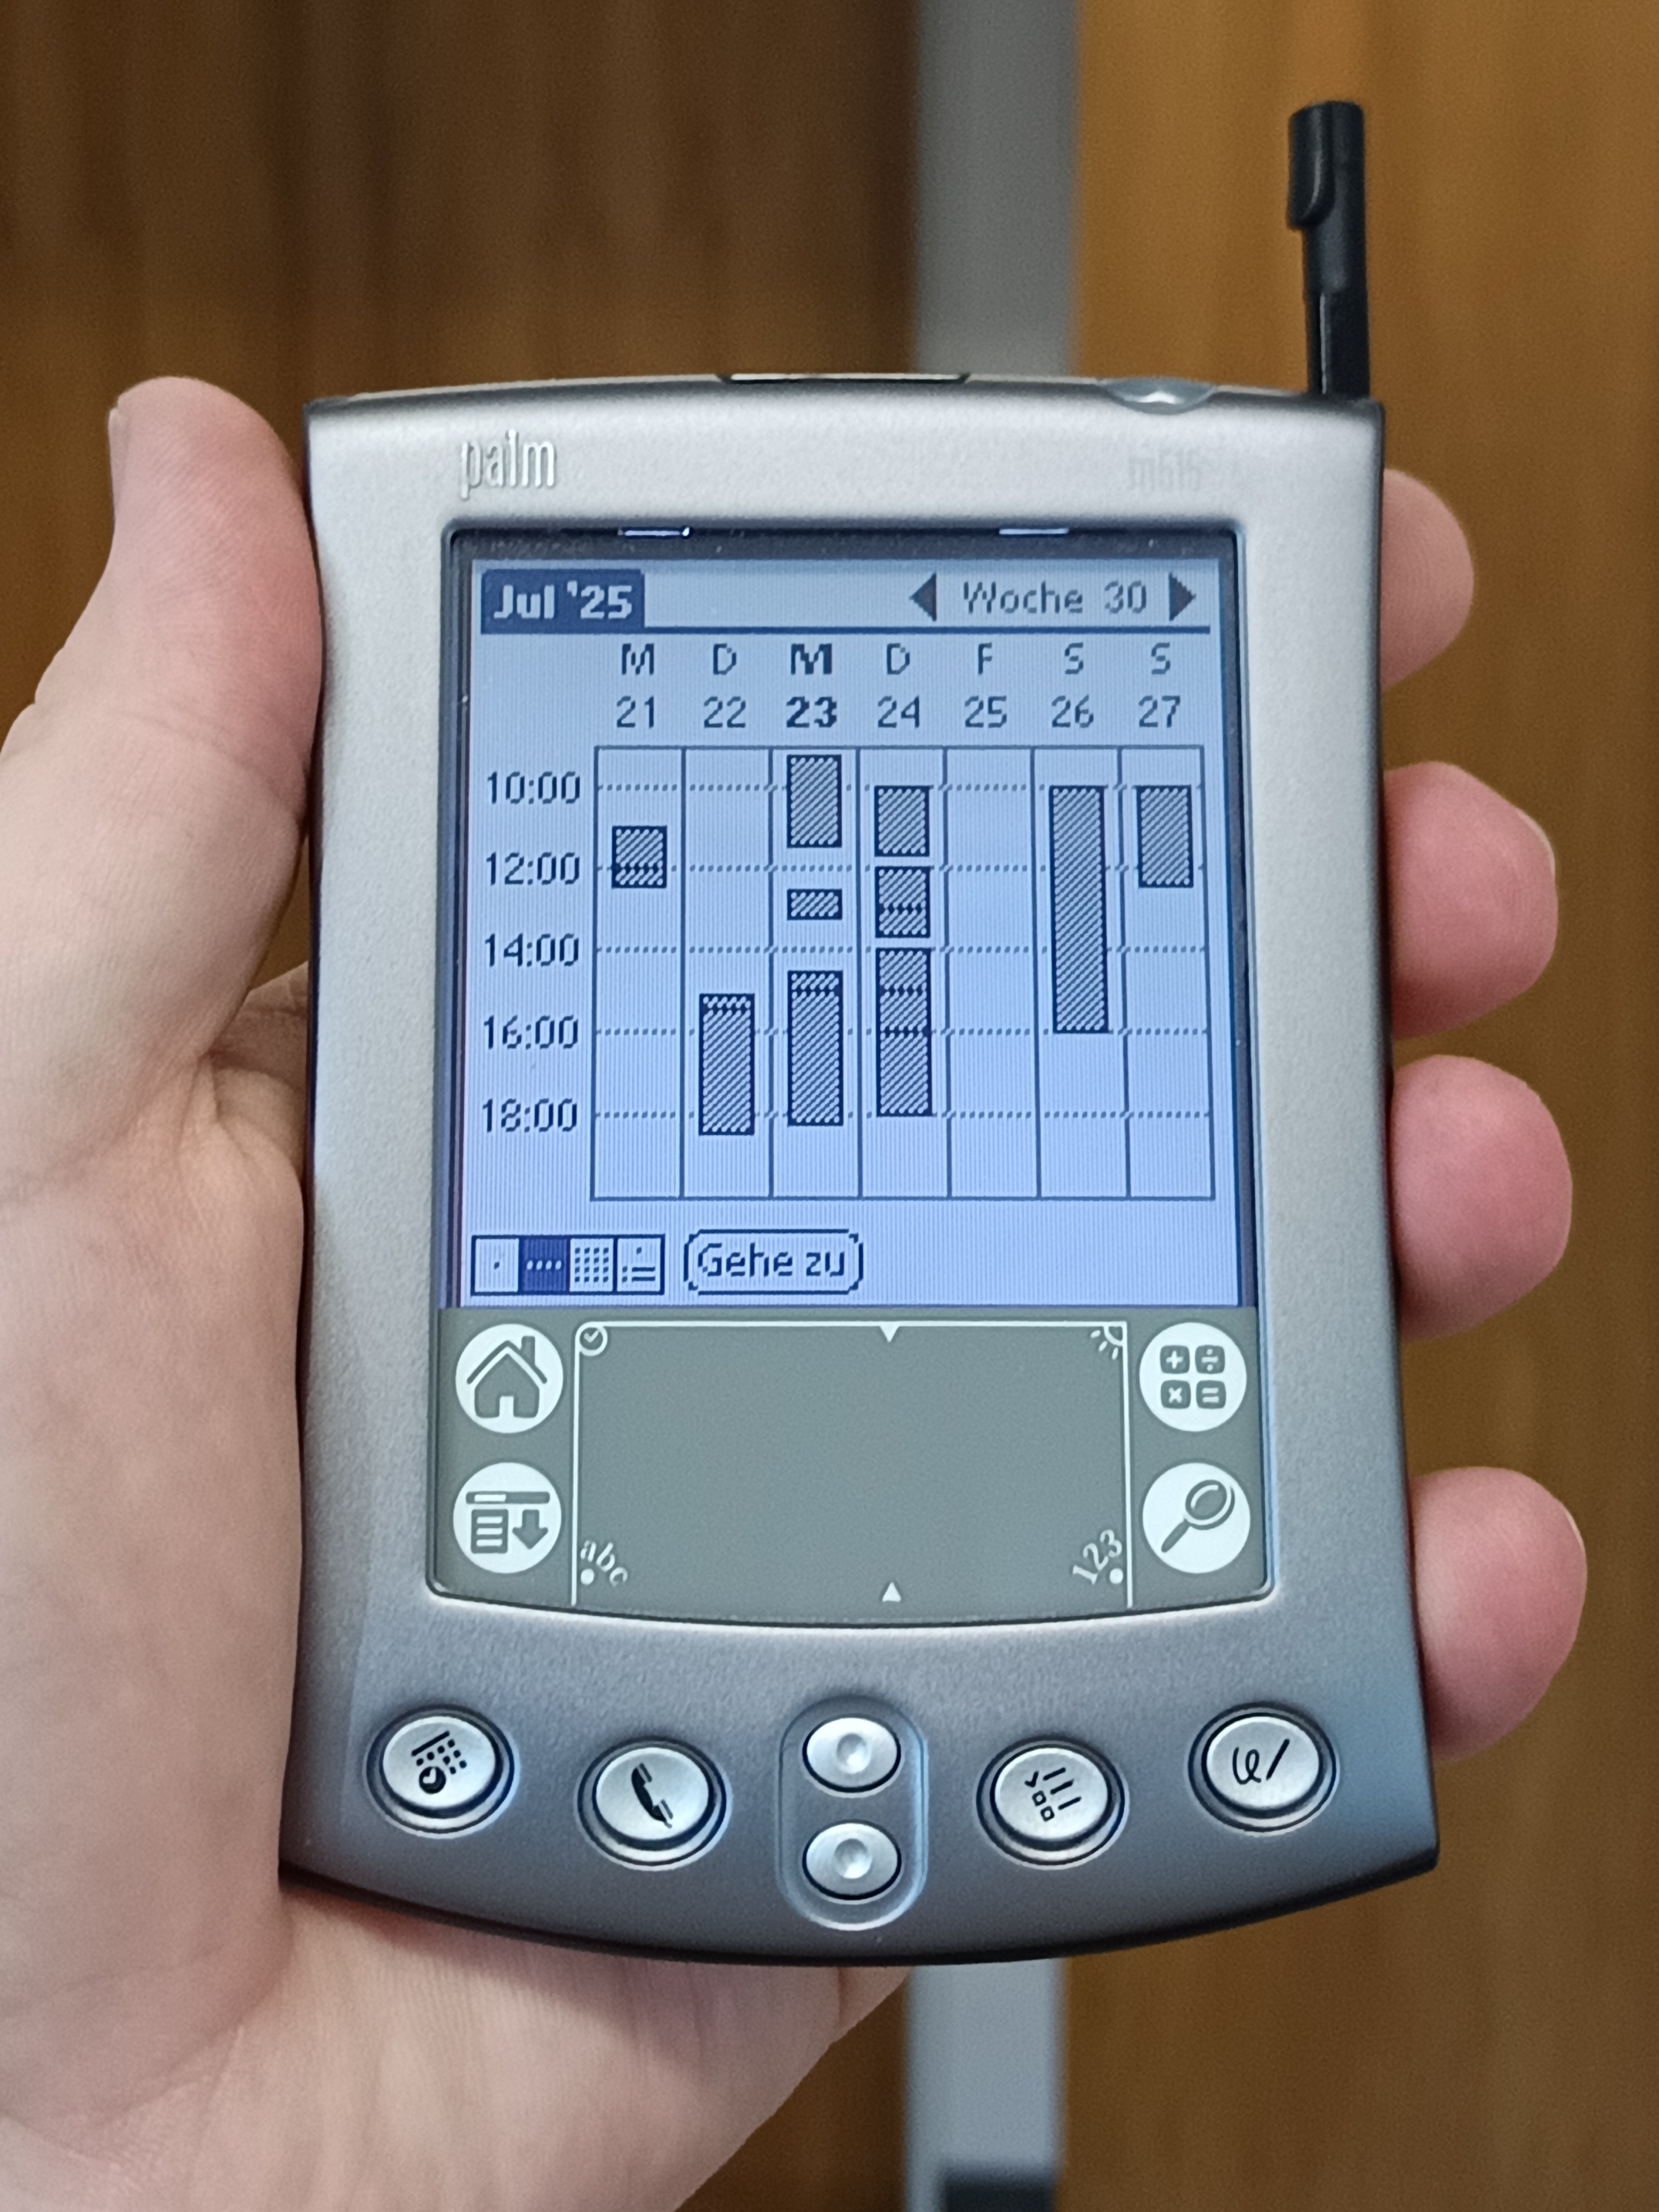 palm
m515
Jul '25 Woche 30
M D M D F S S
21 22 23 24 25 26 27
10:00
12:00
14:00
16:00
18:00
Gehe zu
abc 123